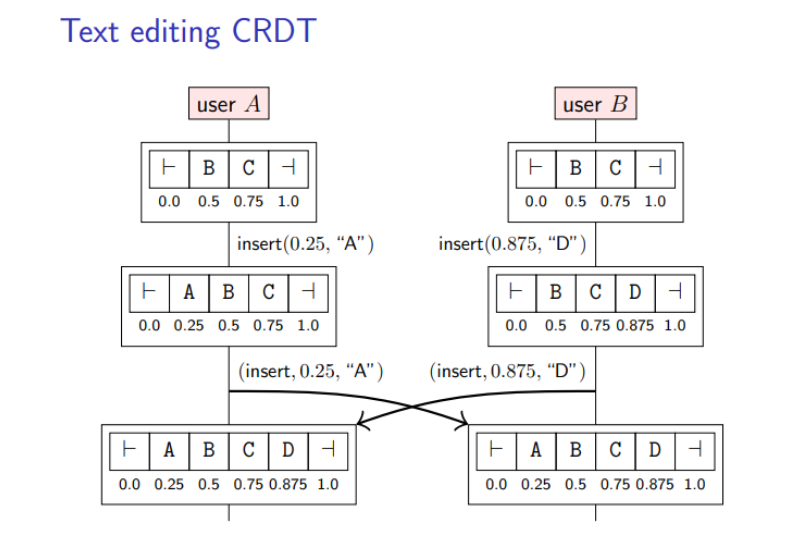 Text editing CRDT
user A
user B
⊢ B C ⊣
0.0 0.5 0.75 1.0
⊢ B C ⊣
0.0 0.5 0.75 1.0
insert(0.25, “A”)
insert(0.875, “D”)
⊢ A B C ⊣
0.0 0.25 0.5 0.75 1.0
⊢ B C D ⊣
0.0 0.5 0.75 0.875 1.0
(insert, 0.25, “A”)
(insert, 0.875, “D”)
⊢ A B C D ⊣
0.0 0.25 0.5 0.75 0.875 1.0
⊢ A B C D ⊣
0.0 0.25 0.5 0.75 0.875 1.0